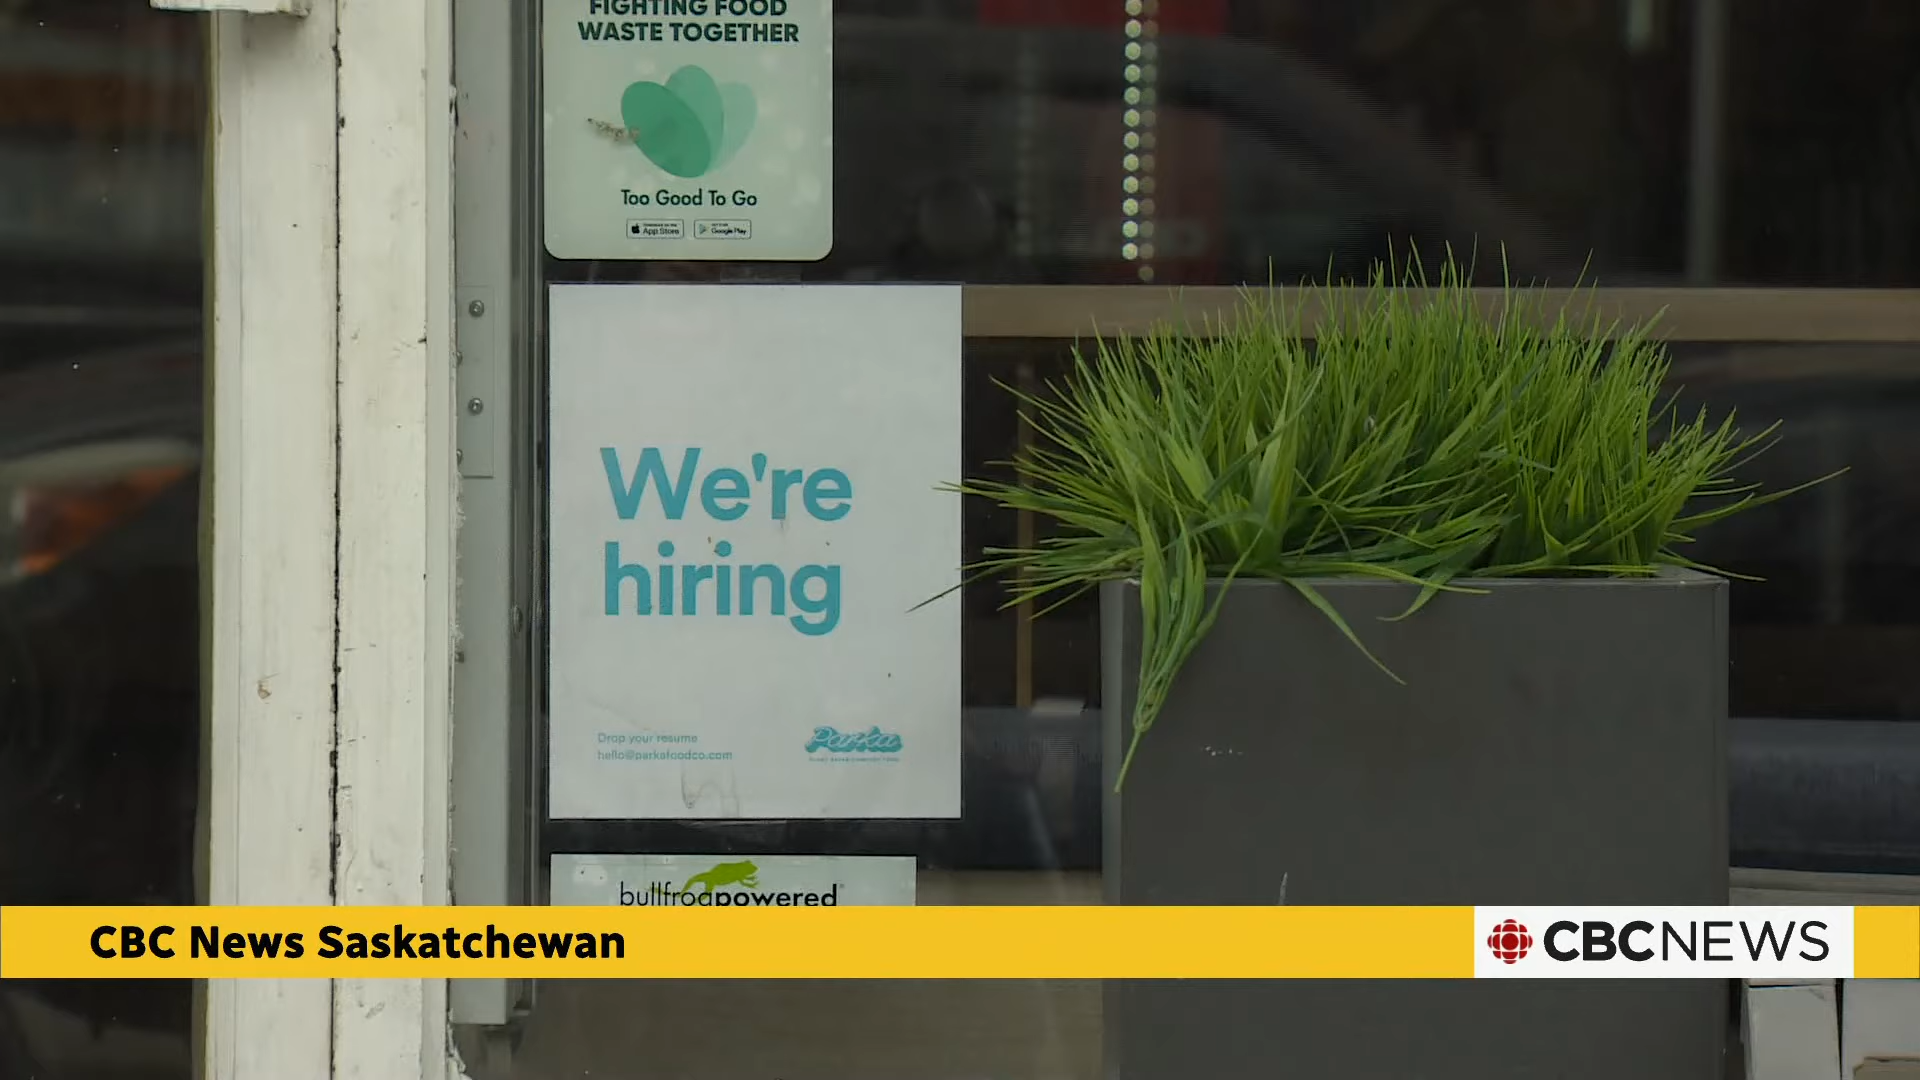 FIGHTING FOOD
WASTE TOGETHER
Too Good To Go
App Store
Google Play
We're
hiring
Drop your resume
hello@parkafoodco.com
Parka
bullfrogpowered
CBC News Saskatchewan
CBCNEWS